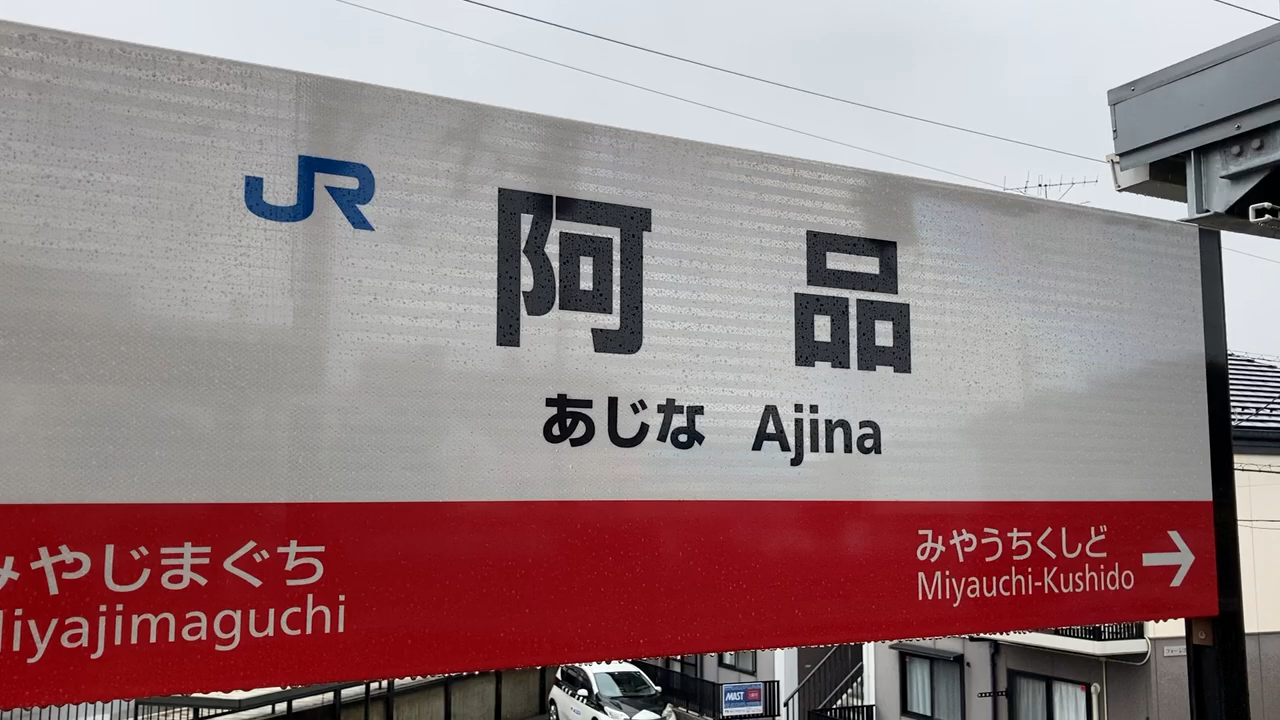 JR
阿品
あじな Ajina
みやじまぐち
Miyajimaguchi
みやうちくしど →
Miyauchi-Kushido
MAST